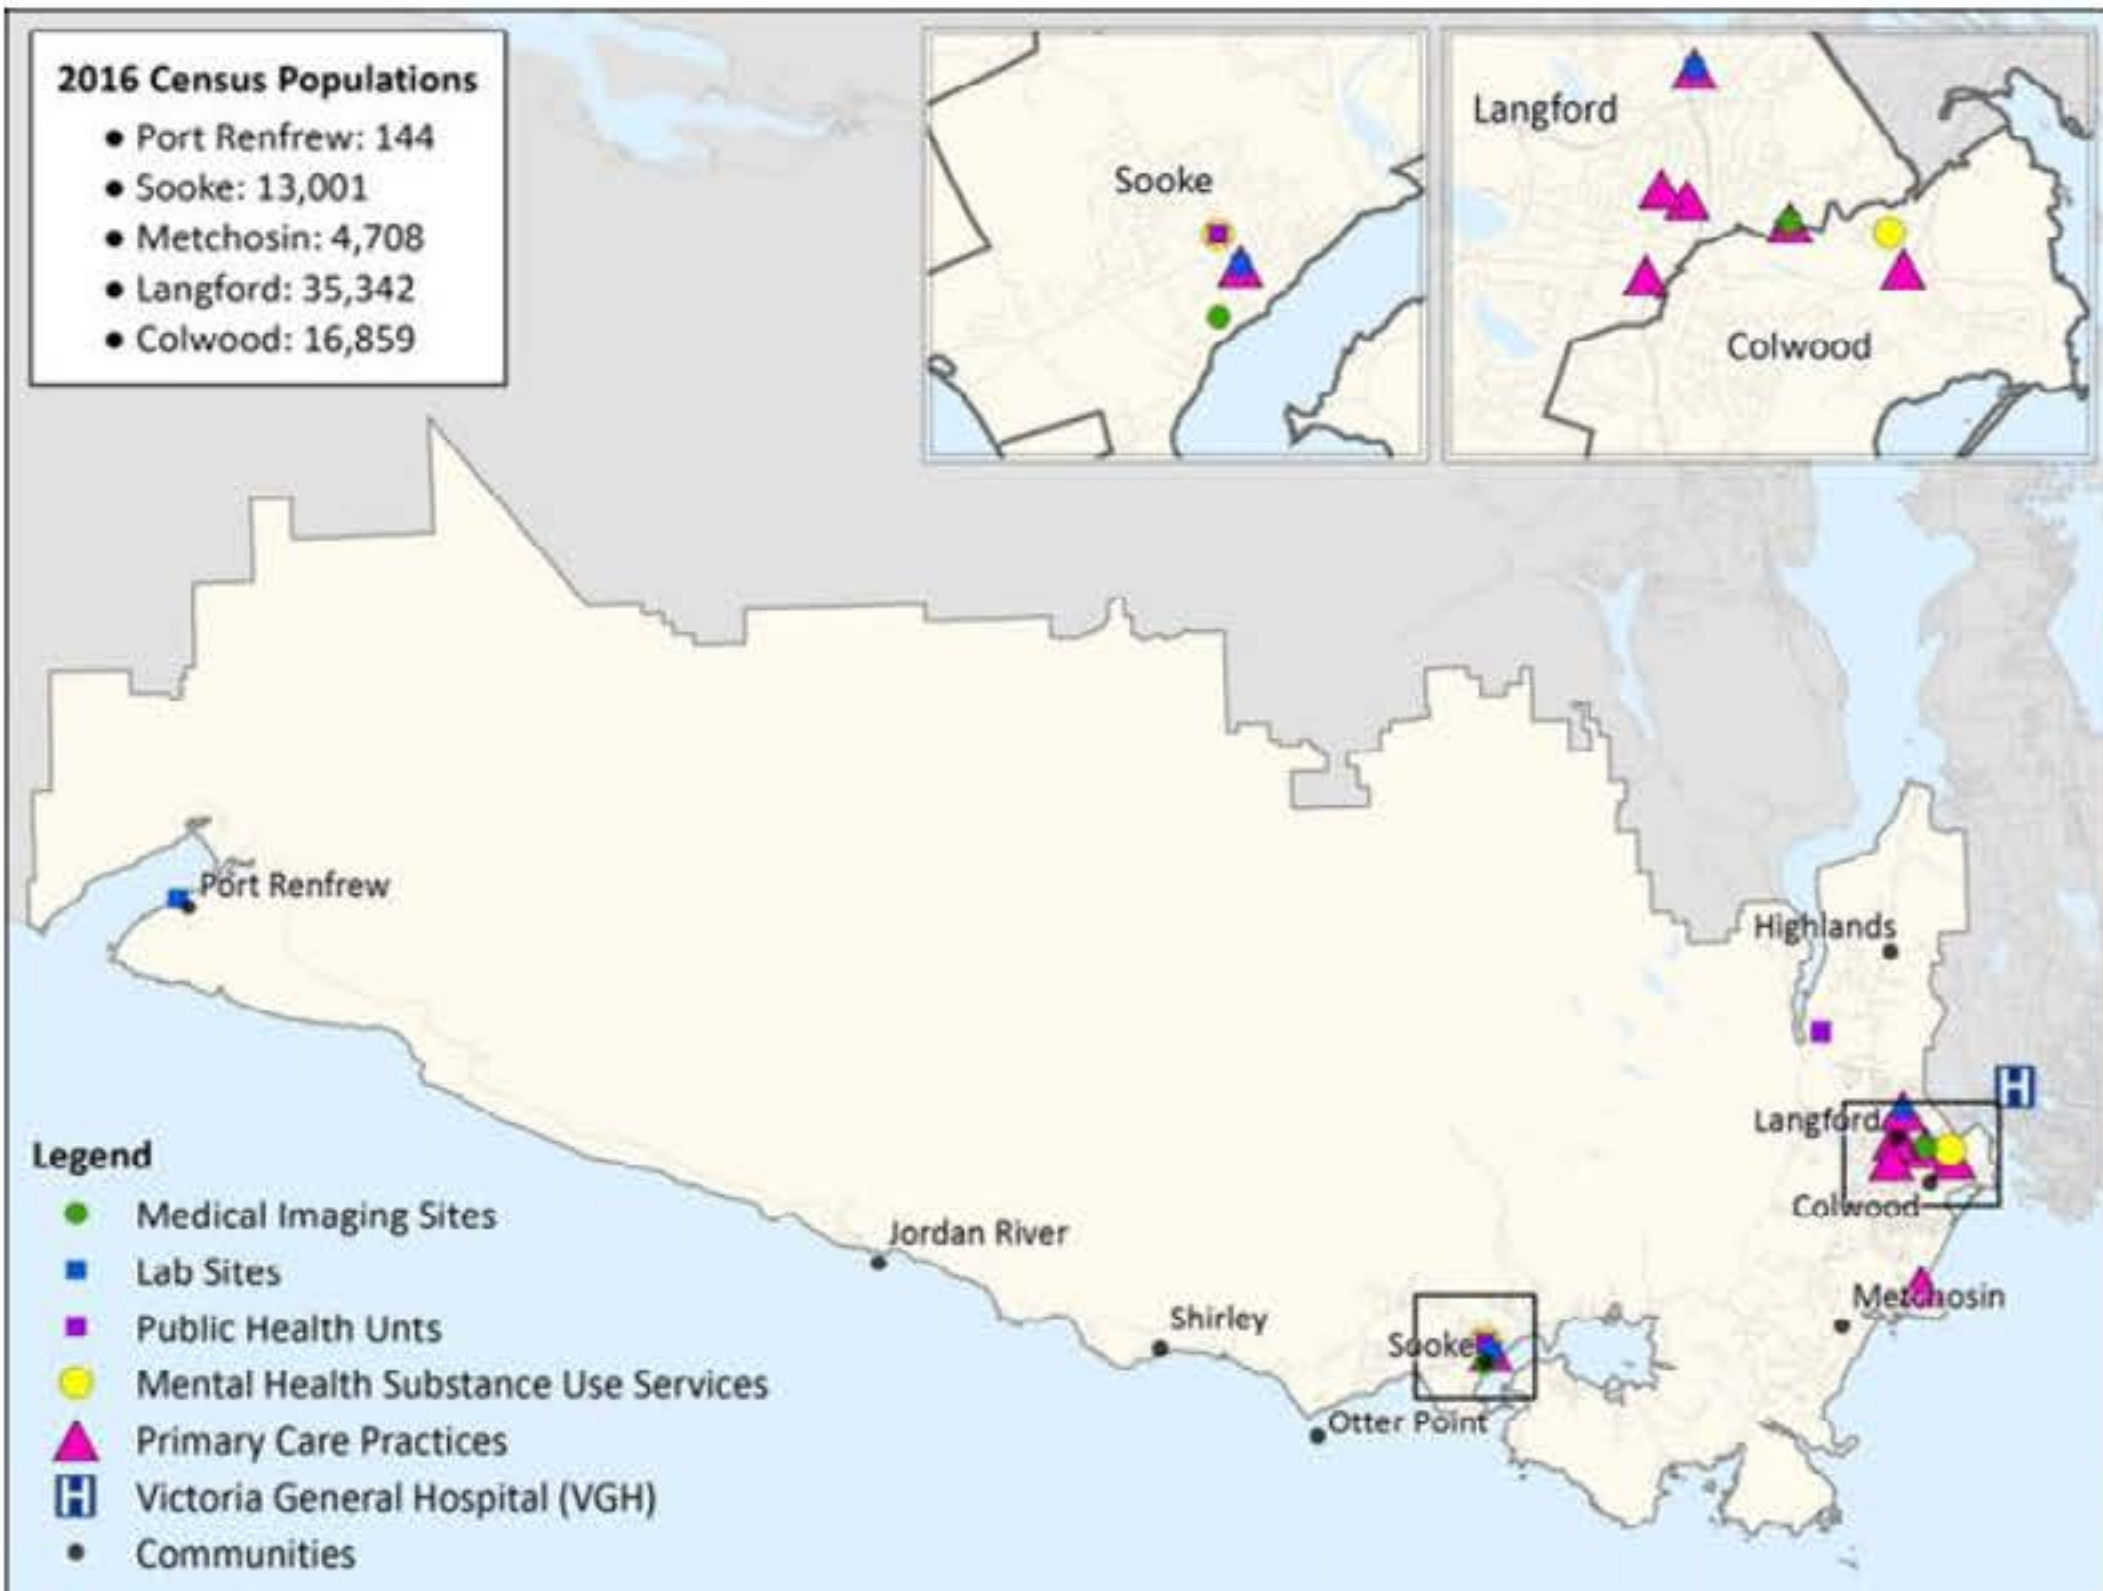 2016 Census Populations
• Port Renfrew: 144
• Sooke: 13,001
• Metchosin: 4,708
• Langford: 35,342
• Colwood: 16,859
Sooke
Langford
Colwood
Port Renfrew
Highlands
Langford
Colwood
Jordan River
Metchosin
Shirley
Sooke
Otter Point
H
Legend
Medical Imaging Sites
Lab Sites
Public Health Unts
Mental Health Substance Use Services
Primary Care Practices
H Victoria General Hospital (VGH)
Communities